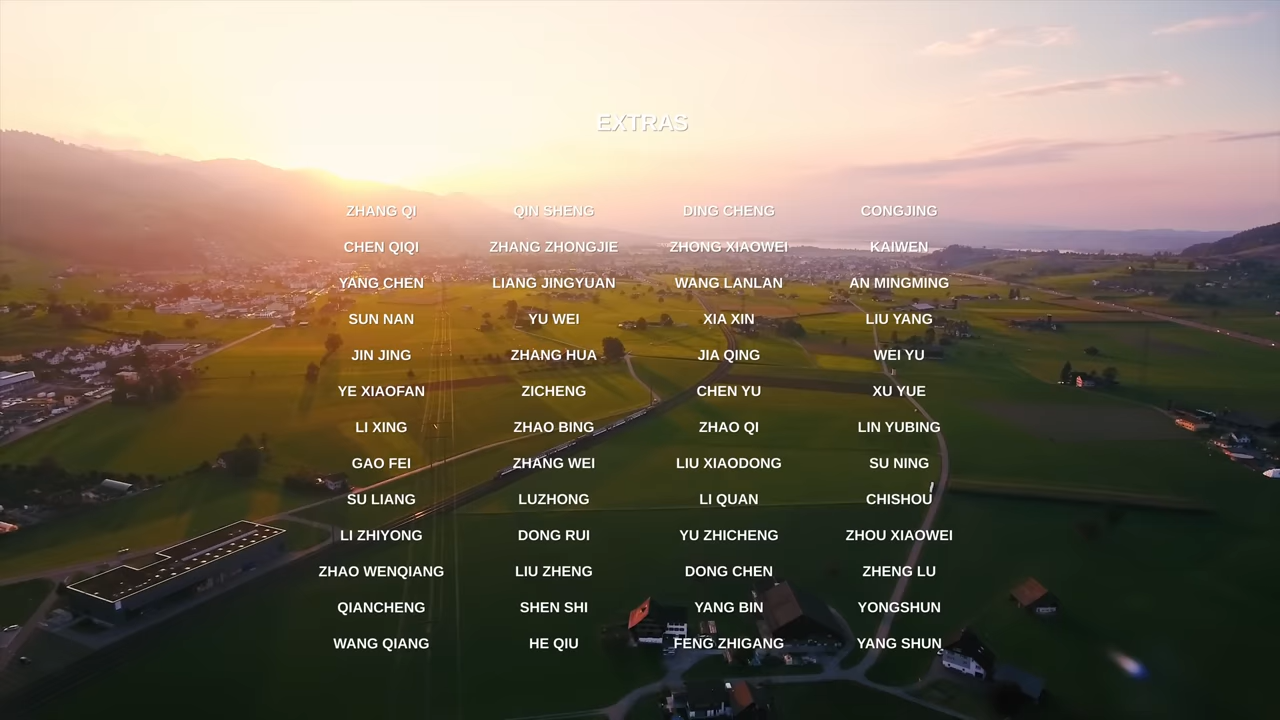 EXTRAS
ZHANG QI QIN SHENG DING CHENG CONGJING
CHEN QIQI ZHANG ZHONGJIE ZHONG XIAOWEI KAIWEN
YANG CHEN LIANG JINGYUAN WANG LANLAN AN MINGMING
SUN NAN YU WEI XIA XIN LIU YANG
JIN JING ZHANG HUA JIA QING WEI YU
YE XIAOFAN ZICHENG CHEN YU XU YUE
LI XING ZHAO BING ZHAO QI LIN YUBING
GAO FEI ZHANG WEI LIU XIAODONG SU NING
SU LIANG LUZHONG LI QUAN CHISHOU
LI ZHIYONG DONG RUI YU ZHICHENG ZHOU XIAOWEI
ZHAO WENQIANG LIU ZHENG DONG CHEN ZHENG LU
QIANCHENG SHEN SHI YANG BIN YONGSHUN
WANG QIANG HE QIU FENG ZHIGANG YANG SHUN